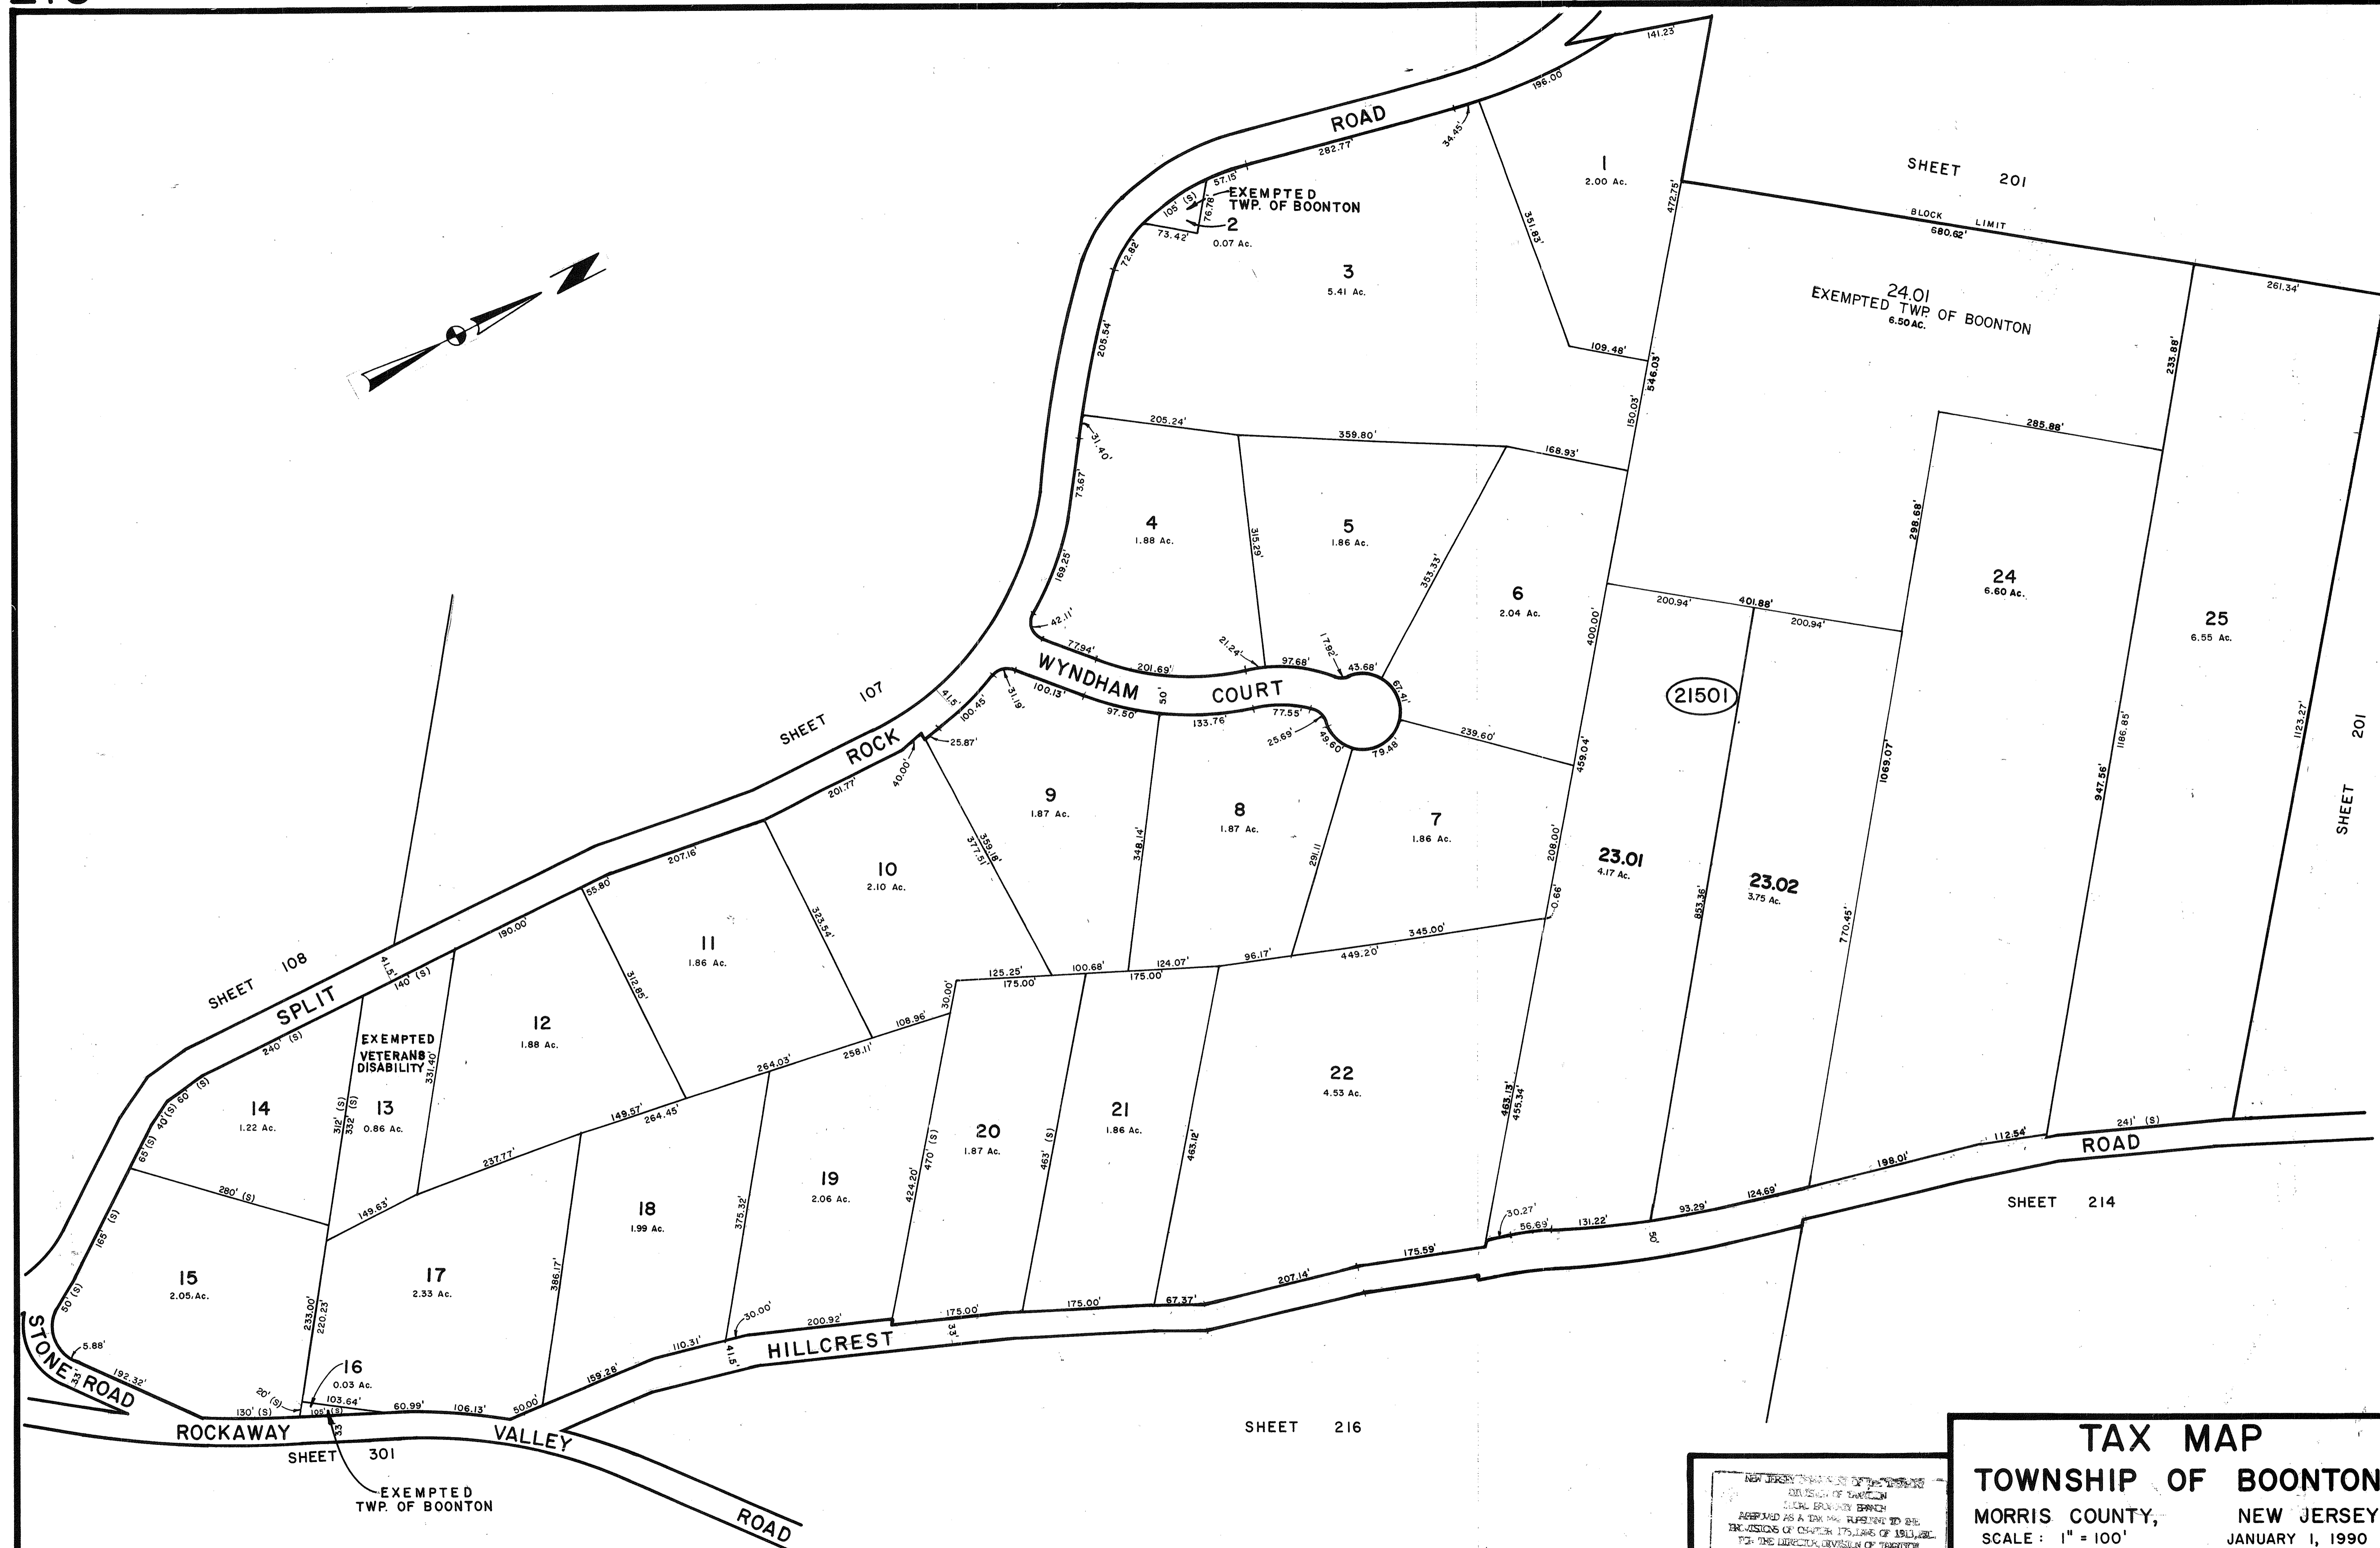 141.23'
196.00'
ROAD
282.77'
34.45'
1
2.00 Ac.
472.75'
351.83'
109.48'
SHEET 201
BLOCK LIMIT
680.62'
261.34'
57.15'
105' (S)
EXEMPTED
TWP. OF BOONTON
76.78'
2
0.07 Ac.
73.42'
72.82'
3
5.41 Ac.
205.54'
24.01
EXEMPTED TWP. OF BOONTON
6.50 AC.
546.03'
150.03'
233.88'
285.88'
298.68'
205.24'
359.80'
168.93'
31.40'
73.67'
4
1.88 Ac.
315.29'
5
1.86 Ac.
353.33'
6
2.04 Ac.
400.00'
200.94'
401.88'
200.94'
24
6.60 Ac.
25
6.55 Ac.
169.25'
42.11'
77.94'
201.69'
21.24'
97.68'
17.92'
43.68'
67.41'
WYNDHAM COURT
50'
100.13'
97.50'
133.76'
77.55'
25.69'
49.60'
79.48'
239.60'
459.04'
21501
1186.85'
1123.27'
SHEET 201
SHEET 107
41.5'
100.45'
31.19'
25.87'
40.00'
ROCK
201.77'
9
1.87 Ac.
359.18'
377.51'
348.14'
8
1.87 Ac.
291.11
7
1.86 Ac.
208.00'
0.66'
23.01
4.17 Ac.
853.36'
23.02
3.75 Ac.
1069.07'
770.45'
947.56'
207.16'
55.80'
190.00'
10
2.10 Ac.
323.54'
11
1.86 Ac.
312.85'
345.00'
449.20'
96.17'
124.07'
175.00'
100.68'
125.25'
175.00'
30.00'
108.96'
258.11'
264.03'
SHEET 108
SPLIT
41.5'
140' (S)
240' (S)
60' (S)
40' (S)
65' (S)
12
1.88 Ac.
EXEMPTED
VETERANS
DISABILITY
331.40'
13
0.86 Ac.
312' (S)
332' (S)
14
1.22 Ac.
280' (S)
149.57'
264.45'
237.77'
149.63'
22
4.53 Ac.
463.13'
455.34'
21
1.86 Ac.
463.12'
463' (S)
20
1.87 Ac.
470' (S)
424.20'
19
2.06 Ac.
375.32'
18
1.99 Ac.
386.17'
17
2.33 Ac.
15
2.05 Ac.
165' (S)
50' (S)
233.00'
220.23'
241' (S)
112.54'
ROAD
198.01'
124.69'
93.29'
131.22'
56.69'
30.27'
50'
SHEET 214
175.59'
207.14'
67.37'
175.00'
175.00'
33'
200.92'
30.00'
HILLCREST
41.5'
110.31'
159.28'
50.00'
106.13'
60.99'
16
0.03 Ac.
103.64'
105' (S)
20' (S)
130' (S)
33'
5.88'
192.32'
STONE ROAD
33'
ROCKAWAY VALLEY
ROAD
SHEET 301
EXEMPTED
TWP. OF BOONTON
SHEET 216
TAX MAP
TOWNSHIP OF BOONTON
MORRIS COUNTY, NEW JERSEY
SCALE : 1" = 100' JANUARY 1, 1990
DIVISION OF TAXATION
APPROVED AS A TAX MAP PURSUANT TO THE
PROVISIONS OF CHAPTER 175, LAWS OF 1913,